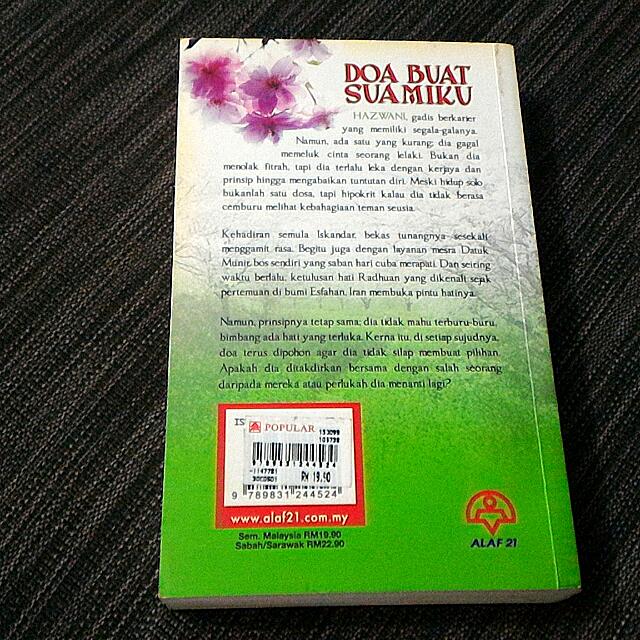 DOA BUAT
SUAMIKU
HAZWANI, gadis berkarier
yang memiliki segala-galanya.
Namun, ada satu yang kurang; dia gagal
memeluk cinta seorang lelaki. Bukan dia
menolak fitrah, tapi dia terlalu leka dengan kerjaya dan
prinsip hingga mengabaikan tuntutan diri. Meski hidup solo
bukanlah satu dosa, tapi hipokrit kalau dia tidak berasa
cemburu melihat kebahagiaan teman seusia.
Kehadiran semula Iskandar, bekas tunangnya sesekali
menggamit rasa. Begitu juga dengan layanan mesra Datuk
Munir, bos sendiri yang saban hari cuba merapati. Dan seiring
waktu berlalu, ketulusan hati Radhuan yang dikenali sejak
pertemuan di bumi Esfahan, Iran membuka pintu hatinya.
Namun, prinsipnya tetap sama; dia tidak mahu terburu-buru,
bimbang ada hati yang terluka. Kerna itu, di setiap sujudnya,
doa terus dipohon agar dia tidak silap membuat pilihan.
Apakah dia ditakdirkan bersama dengan salah seorang
daripada mereka atau perlukah dia menanti lagi?
POPULAR
RM 19.90
9 789831 244524
www.alaf21.com.my
Sem. Malaysia RM19.90
Sabah/Sarawak RM22.90
ALAF 21